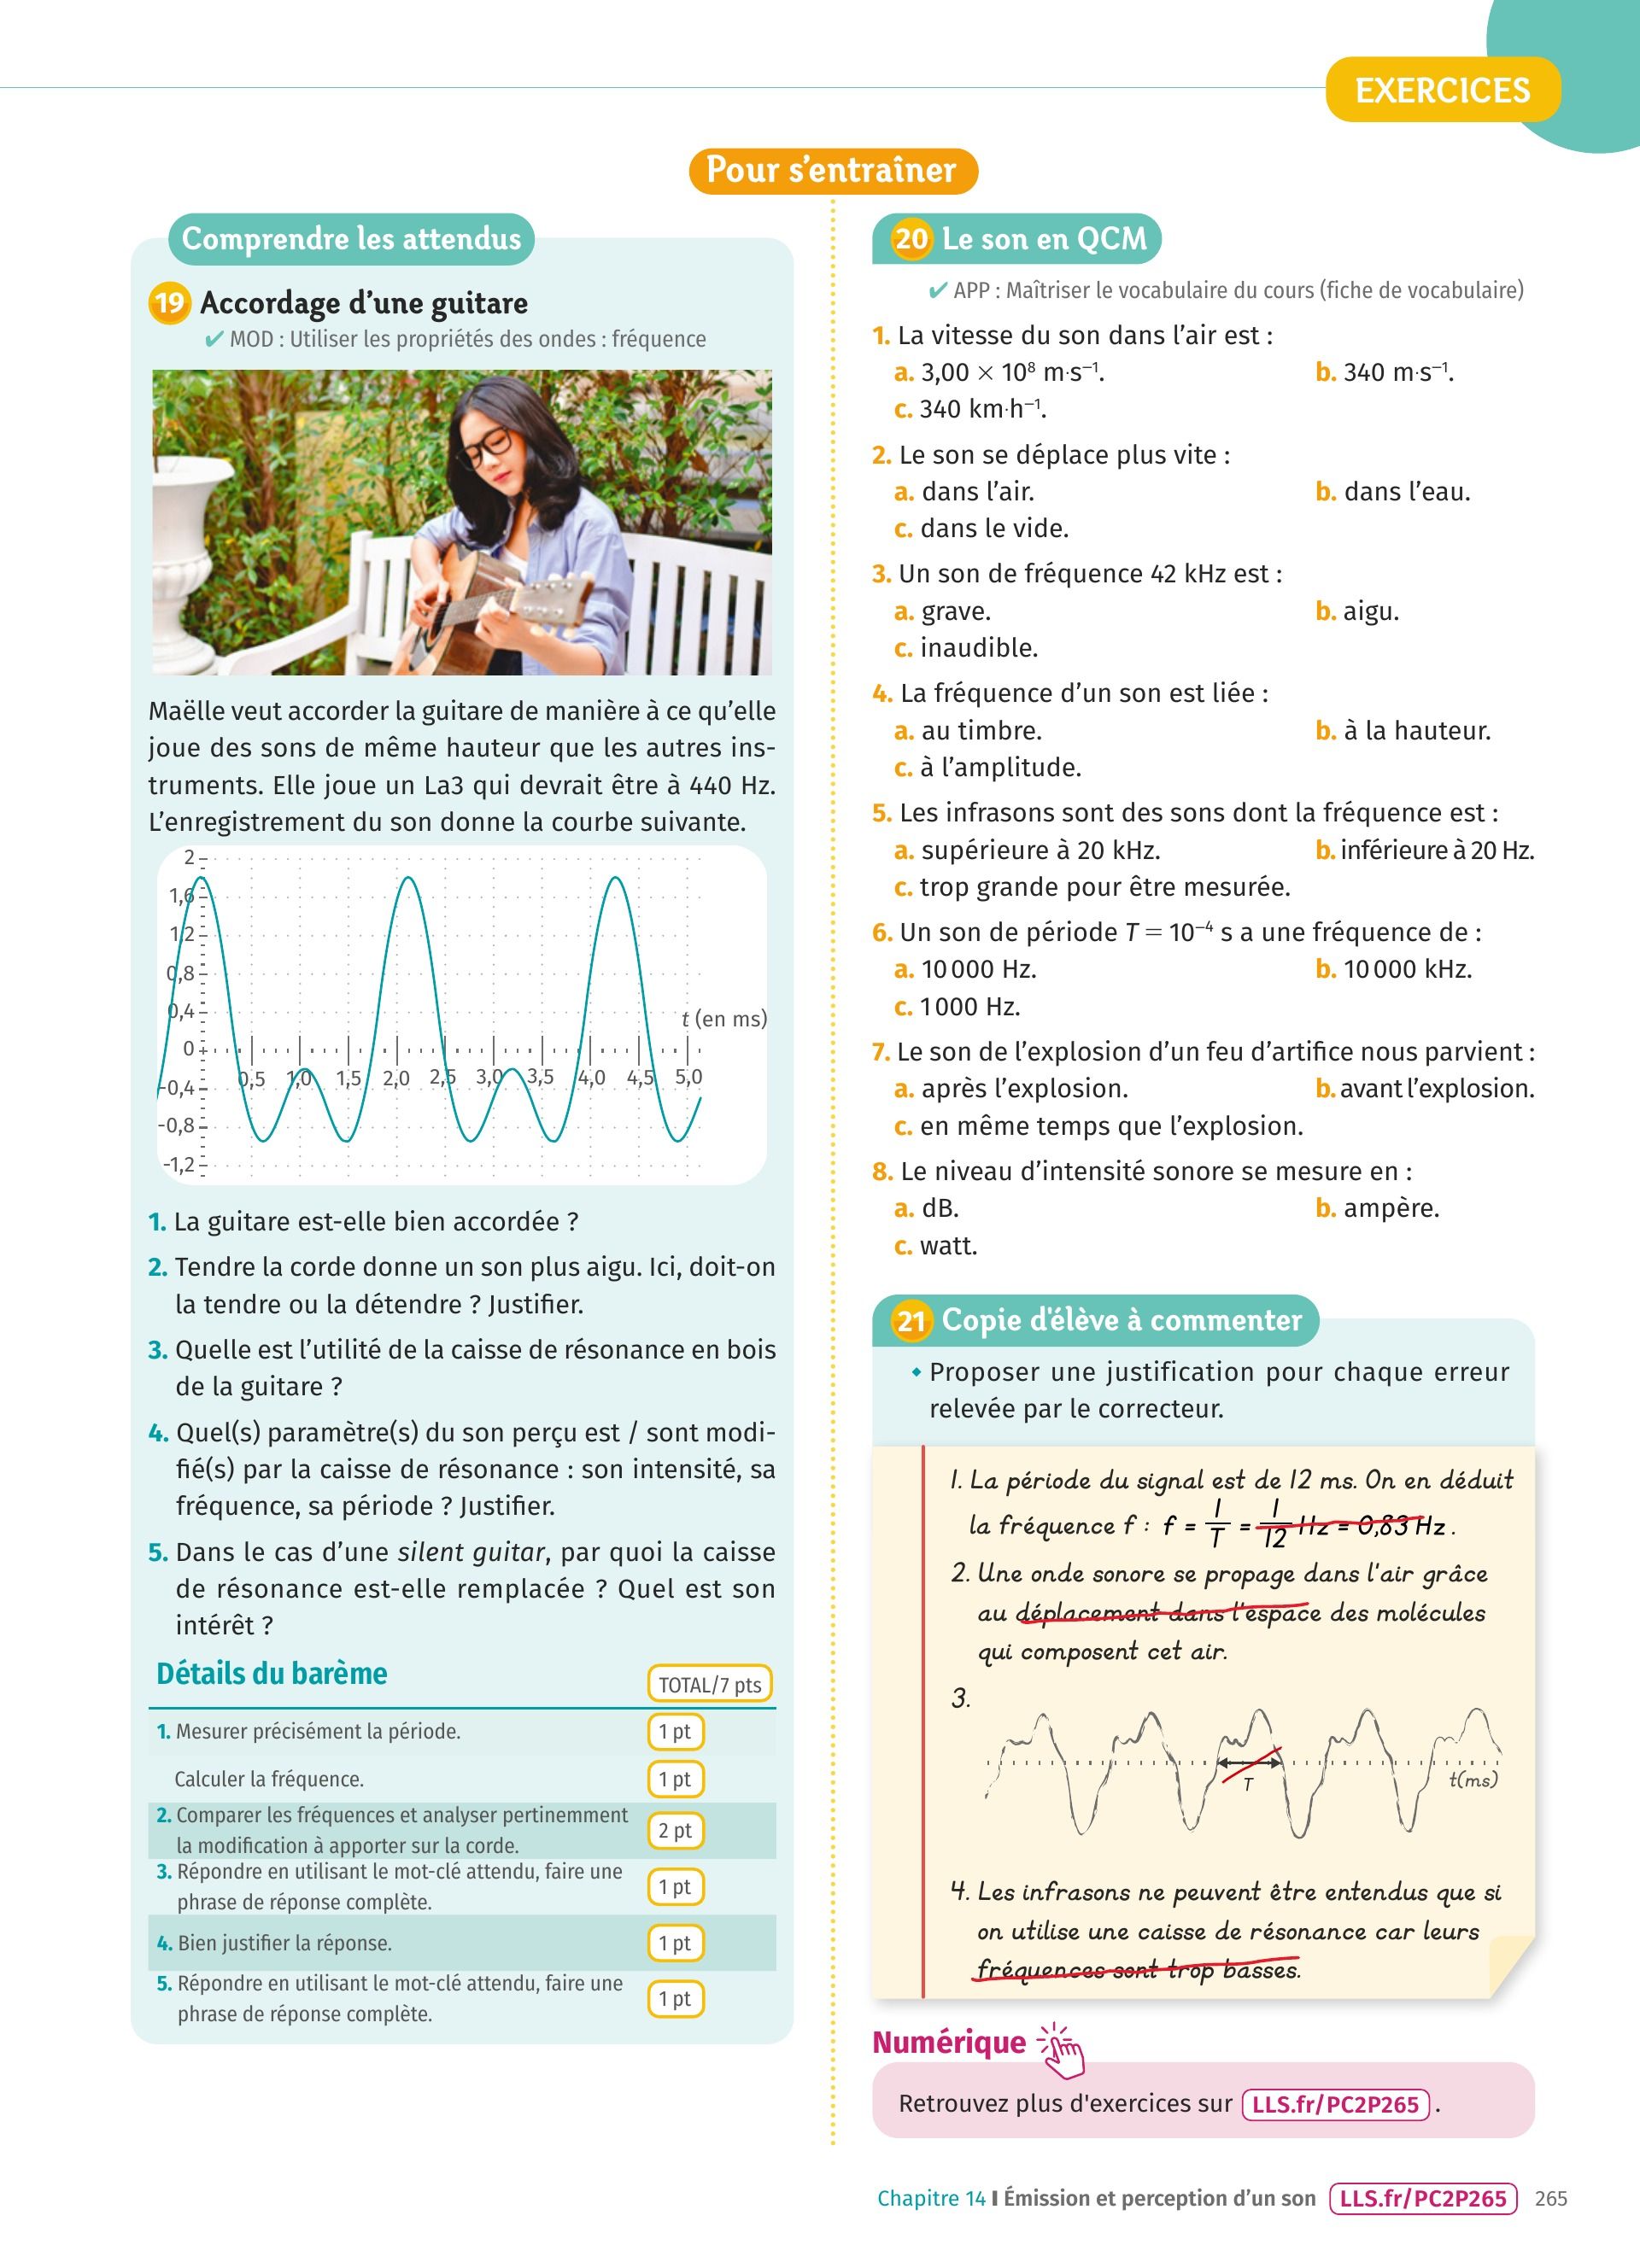 EXERCICES
Pour s'entraîner
Comprendre les attendus
19 Accordage d'une guitare
✔ MOD : Utiliser les propriétés des ondes : fréquence
Maëlle veut accorder la guitare de manière à ce qu'elle
joue des sons de même hauteur que les autres ins-
truments. Elle joue un La3 qui devrait être à 440 Hz.
L'enregistrement du son donne la courbe suivante.
2
1,6
1,2
0,8
0,4
t (en ms)
0
0,5 1,0 1,5 2,0 2,5 3,0 3,5 4,0 4,5 5,0
-0,4
-0,8
-1,2
1. La guitare est-elle bien accordée ?
2. Tendre la corde donne un son plus aigu. Ici, doit-on
la tendre ou la détendre ? Justifier.
3. Quelle est l'utilité de la caisse de résonance en bois
de la guitare ?
4. Quel(s) paramètre(s) du son perçu est / sont modi-
fié(s) par la caisse de résonance : son intensité, sa
fréquence, sa période ? Justifier.
5. Dans le cas d'une silent guitar, par quoi la caisse
de résonance est-elle remplacée ? Quel est son
intérêt ?
Détails du barème TOTAL/7 pts
1. Mesurer précisément la période. 1 pt
Calculer la fréquence. 1 pt
2. Comparer les fréquences et analyser pertinemment
la modification à apporter sur la corde. 2 pt
3. Répondre en utilisant le mot-clé attendu, faire une
phrase de réponse complète. 1 pt
4. Bien justifier la réponse. 1 pt
5. Répondre en utilisant le mot-clé attendu, faire une
phrase de réponse complète. 1 pt
20 Le son en QCM
✔ APP : Maîtriser le vocabulaire du cours (fiche de vocabulaire)
1. La vitesse du son dans l'air est :
a. 3,00 × 10⁸ m·s⁻¹. b. 340 m·s⁻¹.
c. 340 km·h⁻¹.
2. Le son se déplace plus vite :
a. dans l'air. b. dans l'eau.
c. dans le vide.
3. Un son de fréquence 42 kHz est :
a. grave. b. aigu.
c. inaudible.
4. La fréquence d'un son est liée :
a. au timbre. b. à la hauteur.
c. à l'amplitude.
5. Les infrasons sont des sons dont la fréquence est :
a. supérieure à 20 kHz. b. inférieure à 20 Hz.
c. trop grande pour être mesurée.
6. Un son de période T = 10⁻⁴ s a une fréquence de :
a. 10 000 Hz. b. 10 000 kHz.
c. 1 000 Hz.
7. Le son de l'explosion d'un feu d'artifice nous parvient :
a. après l'explosion. b. avant l'explosion.
c. en même temps que l'explosion.
8. Le niveau d'intensité sonore se mesure en :
a. dB. b. ampère.
c. watt.
21 Copie d'élève à commenter
◆ Proposer une justification pour chaque erreur
relevée par le correcteur.
1. La période du signal est de 12 ms. On en déduit
la fréquence f : f = 1/T = 1/12 Hz = 0,83 Hz.
2. Une onde sonore se propage dans l'air grâce
au déplacement dans l'espace des molécules
qui composent cet air.
3.
T
t(ms)
4. Les infrasons ne peuvent être entendus que si
on utilise une caisse de résonance car leurs
fréquences sont trop basses.
Numérique
Retrouvez plus d'exercices sur LLS.fr/PC2P265 .
Chapitre 14 I Émission et perception d'un son LLS.fr/PC2P265 265